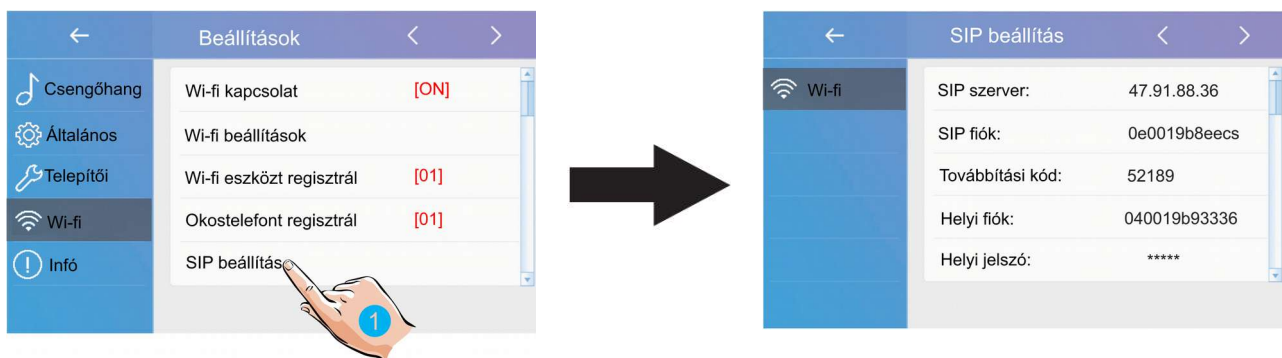 Beállítások
Csengőhang
Általános
Telepítői
Wi-fi
Infó
Wi-fi kapcsolat [ON]
Wi-fi beállítások
Wi-fi eszközt regisztrál [01]
Okostelefont regisztrál [01]
SIP beállítás
1
SIP beállítás
Wi-fi
SIP szerver: 47.91.88.36
SIP fiók: 0e0019b8eecs
Továbbítási kód: 52189
Helyi fiók: 040019b93336
Helyi jelszó: *****